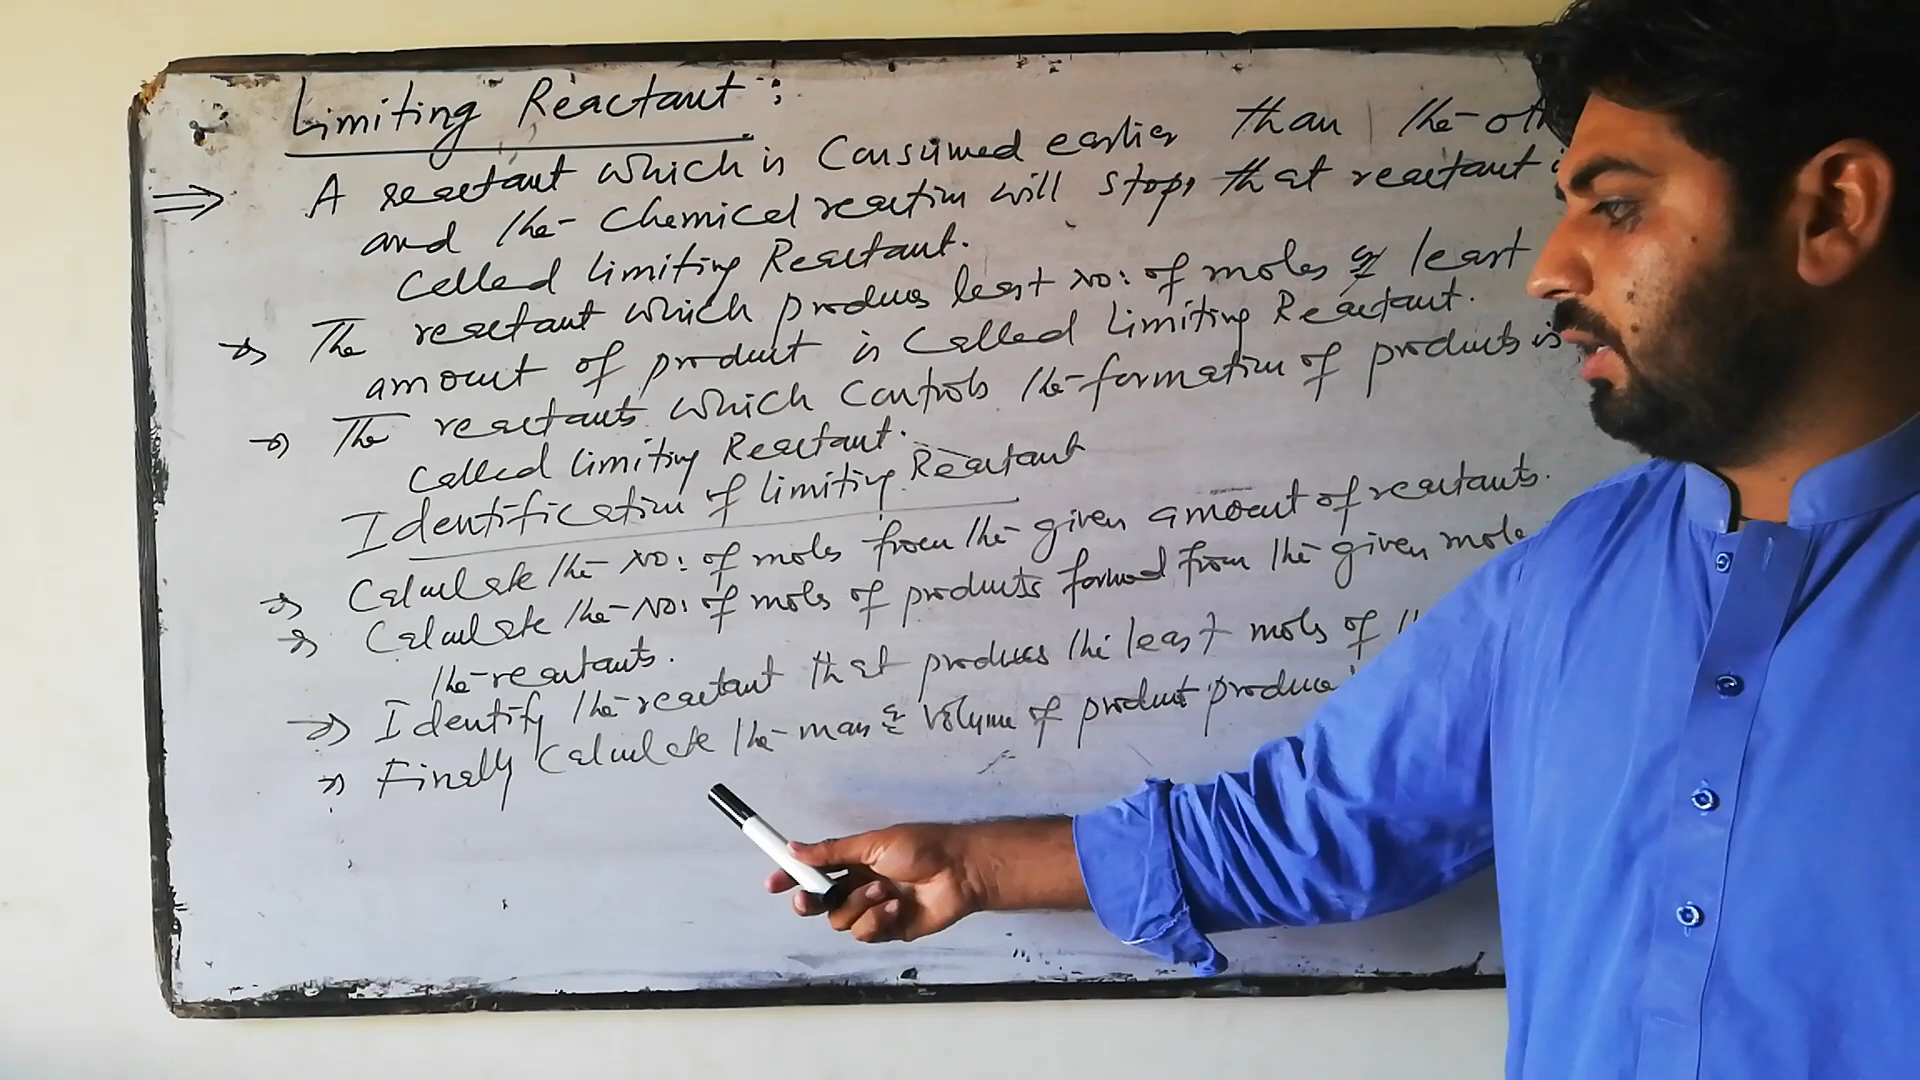 Limiting Reactant:
A reactant which is Consumed earlier than the
and the Chemical reaction will stop, that reactant
Called limiting Reactant.
The reactant which produces least No: of moles & least
amount of product is Called Limiting Reactant.
The reactants which Controls the formation of products is
Called limiting Reactant.
Identification of limiting Reactant
Calculate the No: of moles from the given amount of reactants.
Calculate the No: of mols of products formed from the given mole
the reactants.
Identify the reactant that produces the least mols of
Finally Calculate the mass & volume of product